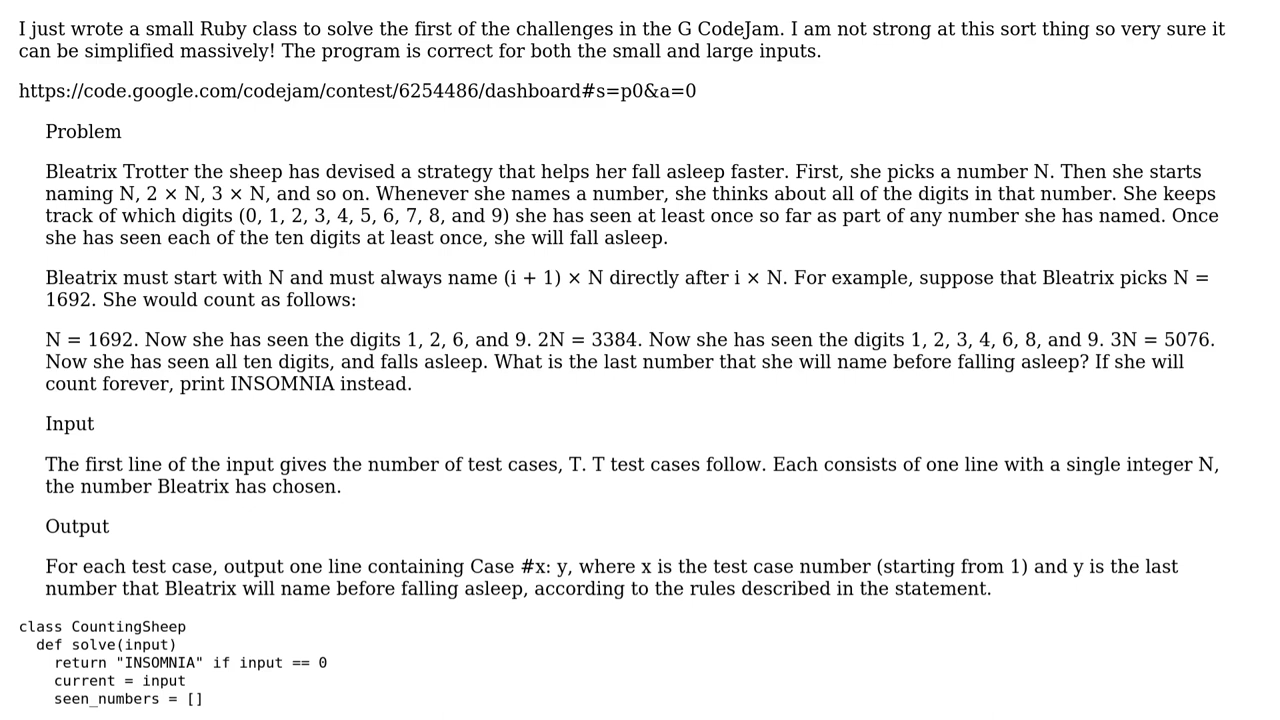 I just wrote a small Ruby class to solve the first of the challenges in the G CodeJam. I am not strong at this sort thing so very sure it
can be simplified massively! The program is correct for both the small and large inputs.
https://code.google.com/codejam/contest/6254486/dashboard#s=p0&a=0
Problem
Bleatrix Trotter the sheep has devised a strategy that helps her fall asleep faster. First, she picks a number N. Then she starts
naming N, 2 × N, 3 × N, and so on. Whenever she names a number, she thinks about all of the digits in that number. She keeps
track of which digits (0, 1, 2, 3, 4, 5, 6, 7, 8, and 9) she has seen at least once so far as part of any number she has named. Once
she has seen each of the ten digits at least once, she will fall asleep.
Bleatrix must start with N and must always name (i + 1) × N directly after i × N. For example, suppose that Bleatrix picks N =
1692. She would count as follows:
N = 1692. Now she has seen the digits 1, 2, 6, and 9. 2N = 3384. Now she has seen the digits 1, 2, 3, 4, 6, 8, and 9. 3N = 5076.
Now she has seen all ten digits, and falls asleep. What is the last number that she will name before falling asleep? If she will
count forever, print INSOMNIA instead.
Input
The first line of the input gives the number of test cases, T. T test cases follow. Each consists of one line with a single integer N,
the number Bleatrix has chosen.
Output
For each test case, output one line containing Case #x: y, where x is the test case number (starting from 1) and y is the last
number that Bleatrix will name before falling asleep, according to the rules described in the statement.
class CountingSheep
  def solve(input)
    return "INSOMNIA" if input == 0
    current = input
    seen_numbers = []